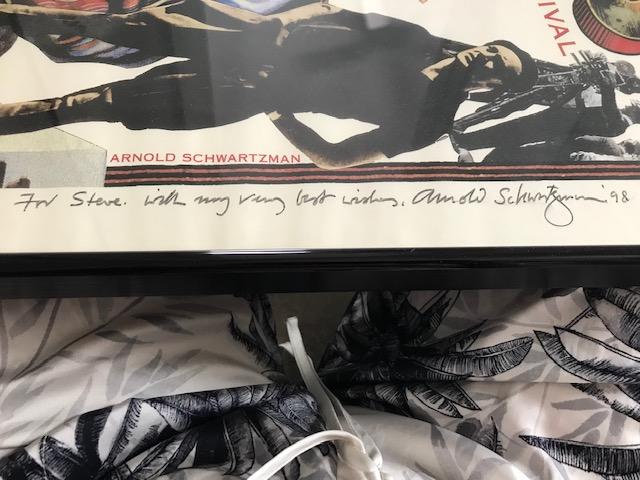 IVAL
ARNOLD SCHWARTZMAN
For Steve. with my very best wishes, Arnold Schwartzman '98